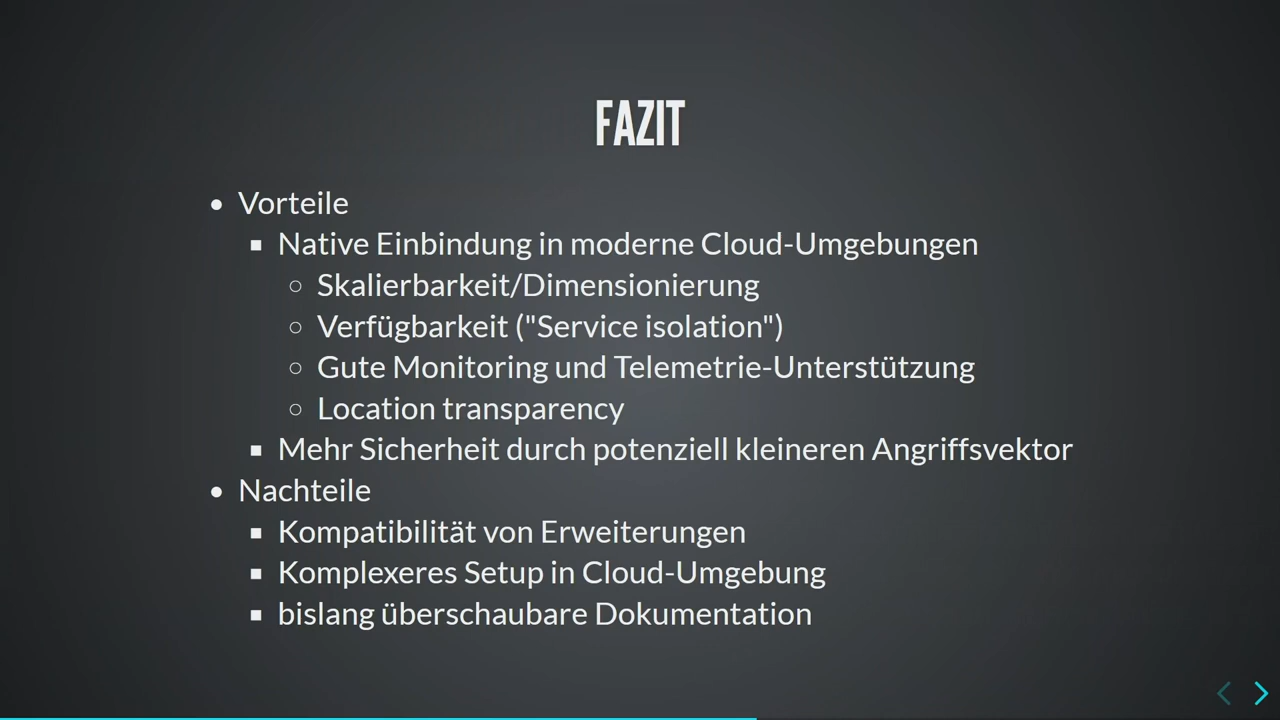 FAZIT
Vorteile
Native Einbindung in moderne Cloud-Umgebungen
Skalierbarkeit/Dimensionierung
Verfügbarkeit ("Service isolation")
Gute Monitoring und Telemetrie-Unterstützung
Location transparency
Mehr Sicherheit durch potenziell kleineren Angriffsvektor
Nachteile
Kompatibilität von Erweiterungen
Komplexeres Setup in Cloud-Umgebung
bislang überschaubare Dokumentation